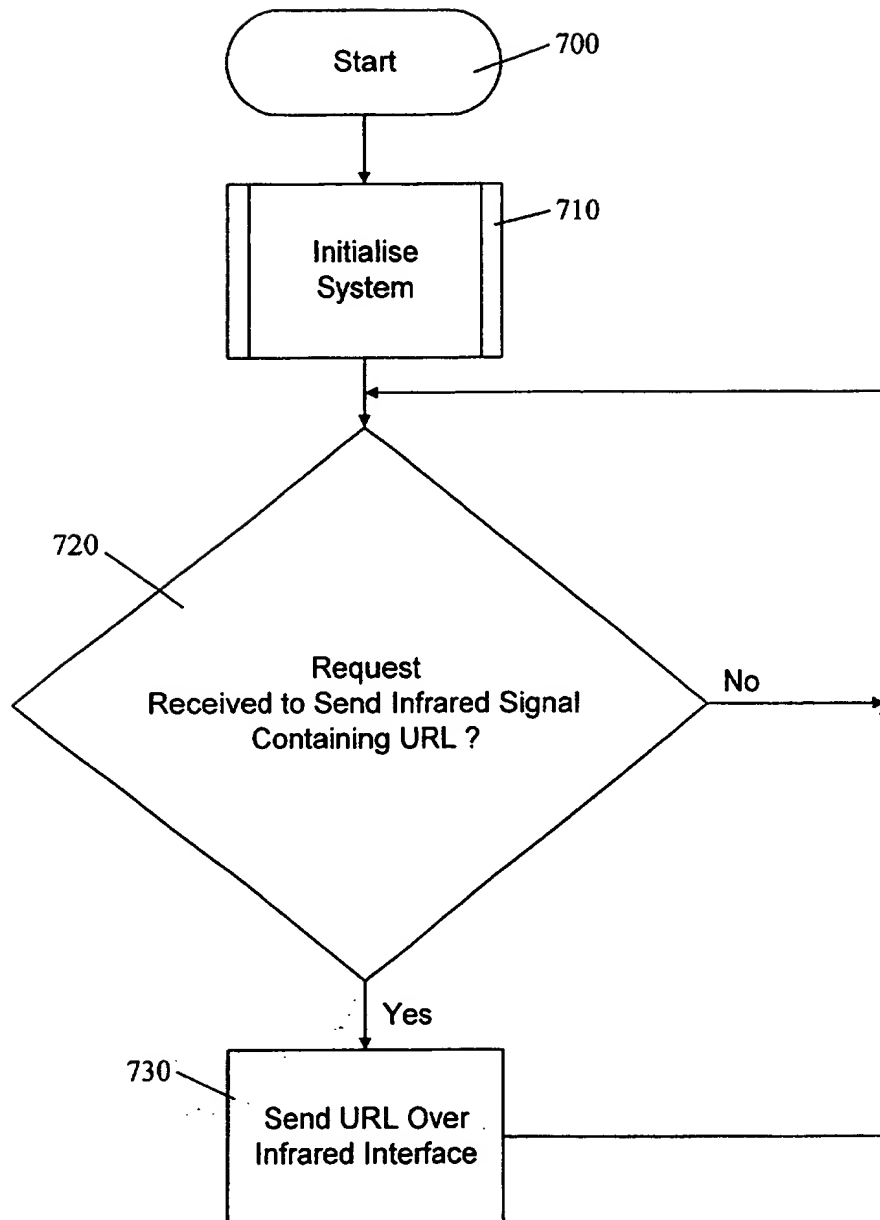 Start
700
Initialise
System
710
720
Request
Received to Send Infrared Signal
Containing URL ?
No
Yes
730
Send URL Over
Infrared Interface